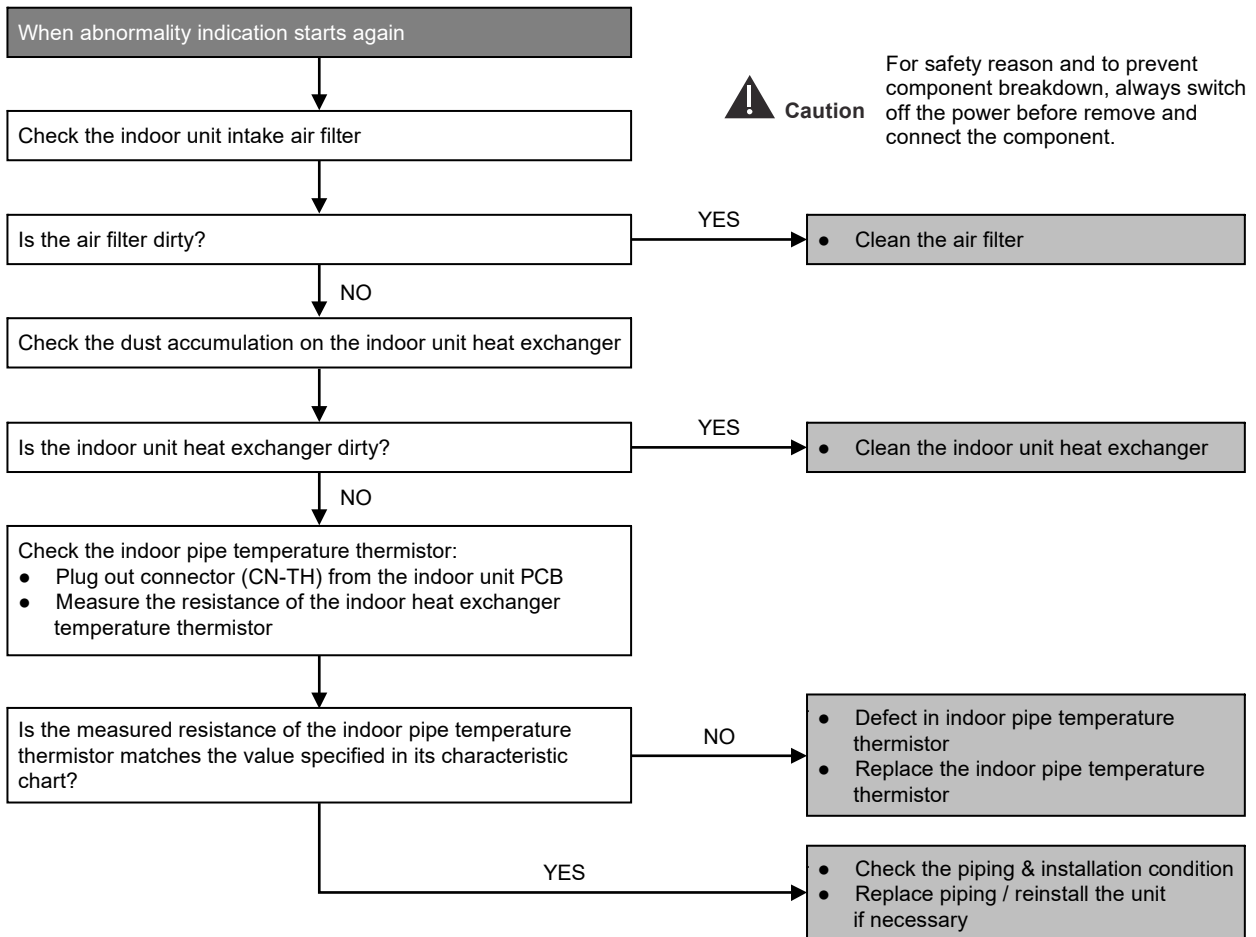 When abnormality indication starts again
For safety reason and to prevent
component breakdown, always switch
off the power before remove and
connect the component.
Caution
Check the indoor unit intake air filter
Is the air filter dirty?
YES
● Clean the air filter
NO
Check the dust accumulation on the indoor unit heat exchanger
Is the indoor unit heat exchanger dirty?
YES
● Clean the indoor unit heat exchanger
NO
Check the indoor pipe temperature thermistor:
● Plug out connector (CN-TH) from the indoor unit PCB
● Measure the resistance of the indoor heat exchanger
temperature thermistor
Is the measured resistance of the indoor pipe temperature
thermistor matches the value specified in its characteristic
chart?
NO
● Defect in indoor pipe temperature
thermistor
● Replace the indoor pipe temperature
thermistor
YES
● Check the piping & installation condition
● Replace piping / reinstall the unit
if necessary